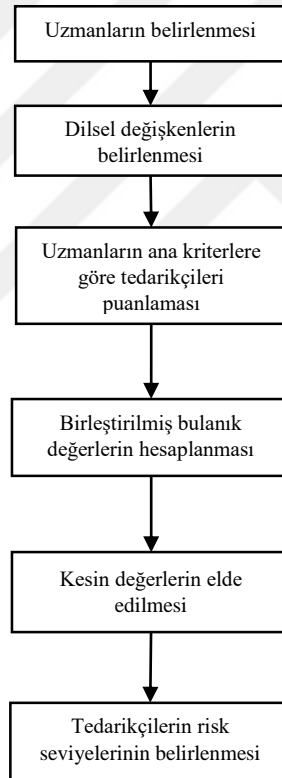 Uzmanların belirlenmesi
Dilsel değişkenlerin
belirlenmesi
Uzmanların ana kriterlere
göre tedarikçileri
puanlaması
Birleştirilmiş bulanık
değerlerin hesaplanması
Kesin değerlerin elde
edilmesi
Tedarikçilerin risk
seviyelerinin belirlenmesi